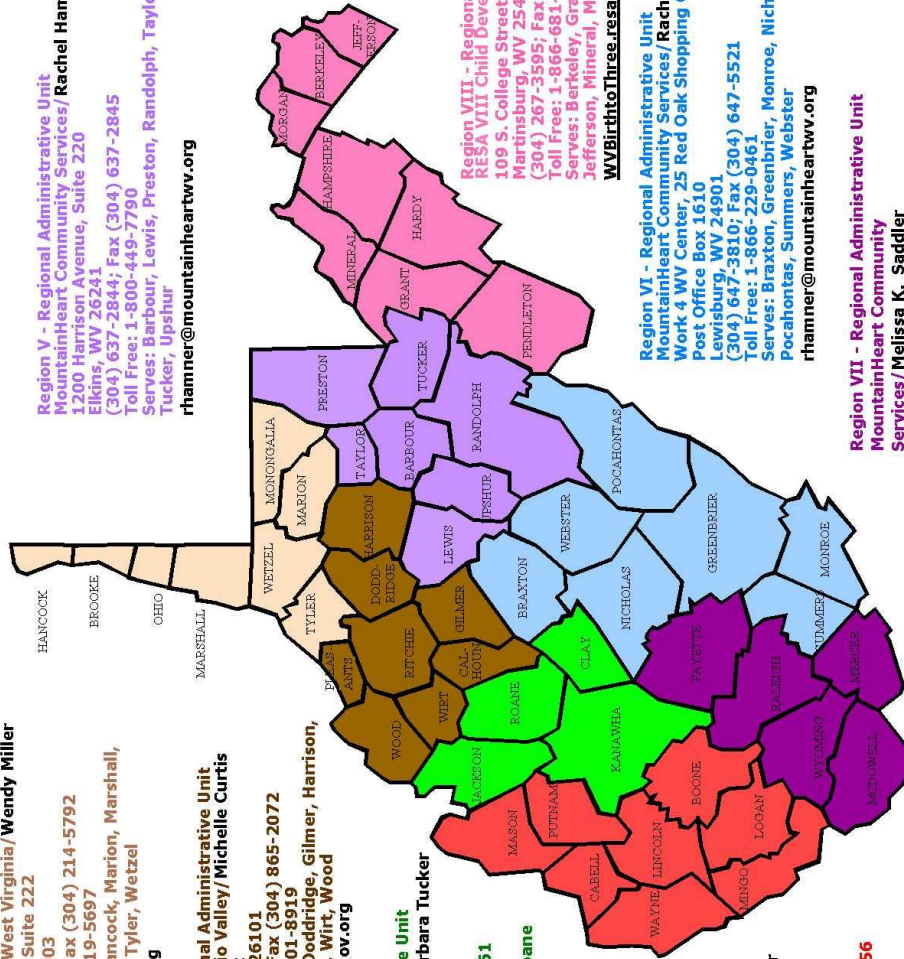 West Virginia/Wendy Miller
Suite 222
03
ax (304) 214-5792
19-5697
ancock, Marion, Marshall,
Tyler, Wetzel
g
nal Administrative Unit
io Valley/Michelle Curtis
26101
Fax (304) 865-2072
01-8919
Doddridge, Gilmer, Harrison,
Wirt, Wood
ov.org
e Unit
rbara Tucker
61
oane
r
56
Region V - Regional Administrative Unit
MountainHeart Community Services/Rachel Ham
1200 Harrison Avenue, Suite 220
Elkins, WV 26241
(304) 637-2844; Fax (304) 637-2845
Toll Free: 1-800-449-7790
Serves: Barbour, Lewis, Preston, Randolph, Taylo
Tucker, Upshur
rhamner@mountainheartwv.org
Region VIII - Regiona
RESA VIII Child Deve
109 S. College Street
Martinsburg, WV 254
(304) 267-3595; Fax
Toll Free: 1-866-681-
Serves: Berkeley, Gra
Jefferson, Mineral, M
WVBirthtoThree.resa
Region VI - Regional Administrative Unit
MountainHeart Community Services/Rach
Work 4 WV Center, 25 Red Oak Shopping C
Post Office Box 1610
Lewisburg, WV 24901
(304) 647-3810; Fax (304) 647-5521
Toll Free: 1-866-229-0461
Serves: Braxton, Greenbrier, Monroe, Nich
Pocahontas, Summers, Webster
rhamner@mountainheartwv.org
Region VII - Regional Administrative Unit
MountainHeart Community
Services/Melissa K. Saddler
HANCOCK
BROOKE
OHIO
MARSHALL
WETZEL
MONONGALIA
MARION
TYLER
PLEAS-
ANTS
DODD-
RIDGE
HARRISON
RITCHIE
GILMER
CAL-
HOUN
WIRT
WOOD
PRESTON
TAYLOR
BARBOUR
TUCKER
RANDOLPH
UPSHUR
LEWIS
MORGAN
BERKELEY
JEFF-
ERSON
HAMPSHIRE
MINERAL
HARDY
GRANT
PENDLETON
BRAXTON
WEBSTER
POCAHONTAS
NICHOLAS
GREENBRIER
MONROE
SUMMERS
JACKSON
ROANE
CLAY
KANAWHA
FAYETTE
RALEIGH
MERCER
WYOMING
MCDOWELL
MASON
PUTNAM
CABELL
LINCOLN
BOONE
WAYNE
LOGAN
MINGO